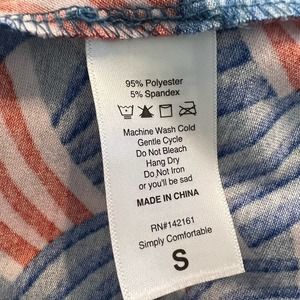 95% Polyester
5% Spandex
Machine Wash Cold
Gentle Cycle
Do Not Bleach
Hang Dry
Do Not Iron
or you'll be sad
MADE IN CHINA
RN#142161
Simply Comfortable
S